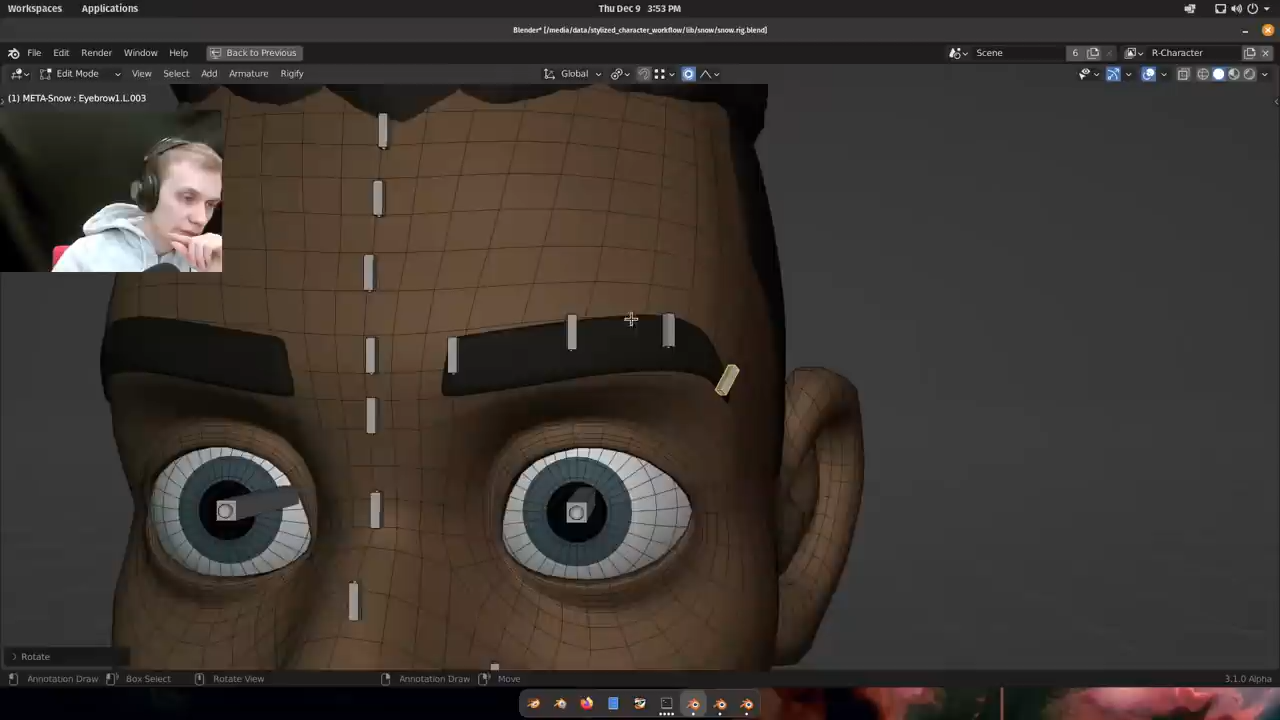 Workspaces Applications Thu Dec 9 3:53 PM
Blender* [/media/data/stylized_character_workflow/lib/snow/snow.rig.blend]
File Edit Render Window Help Back to Previous Scene 6 R-Character
Edit Mode View Select Add Armature Rigify Global
(1) META-Snow : Eyebrow1.L.003
Rotate
Annotation Draw Box Select Rotate View Annotation Draw Move 3.1.0 Alpha